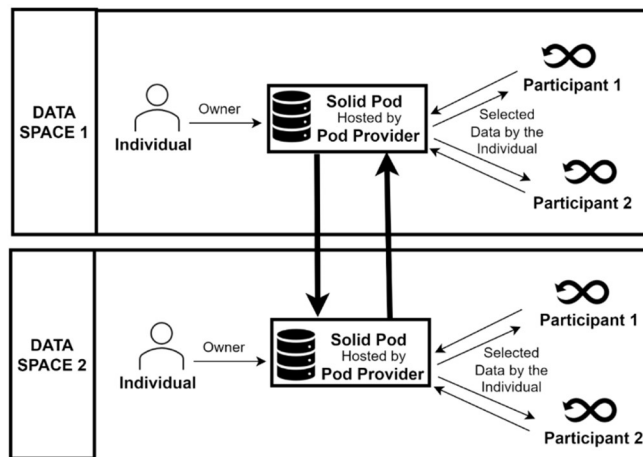 DATA
SPACE 1
Individual
Owner
Solid Pod
Hosted by
Pod Provider
Participant 1
Selected
Data by the
Individual
Participant 2
DATA
SPACE 2
Individual
Owner
Solid Pod
Hosted by
Pod Provider
Participant 1
Selected
Data by the
Individual
Participant 2